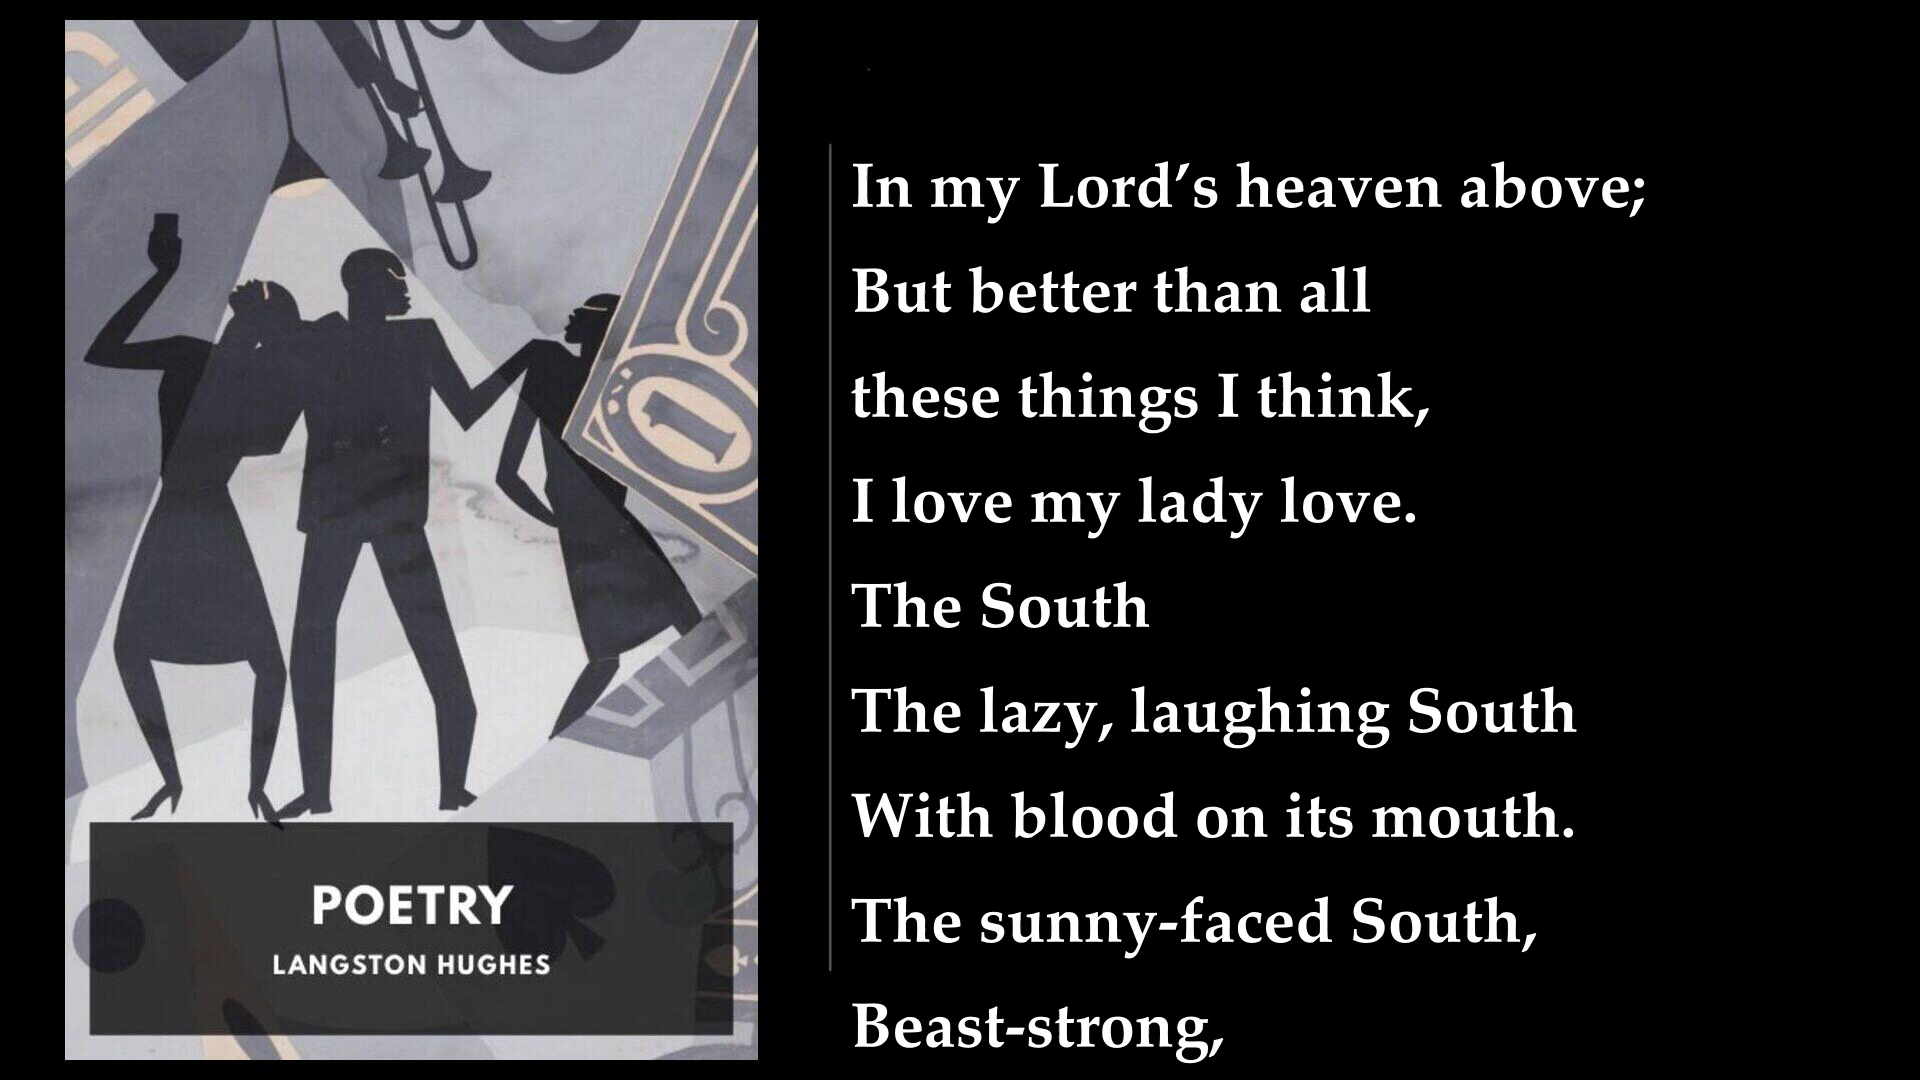 POETRY
LANGSTON HUGHES
In my Lord’s heaven above;
But better than all
these things I think,
I love my lady love.
The South
The lazy, laughing South
With blood on its mouth.
The sunny-faced South,
Beast-strong,